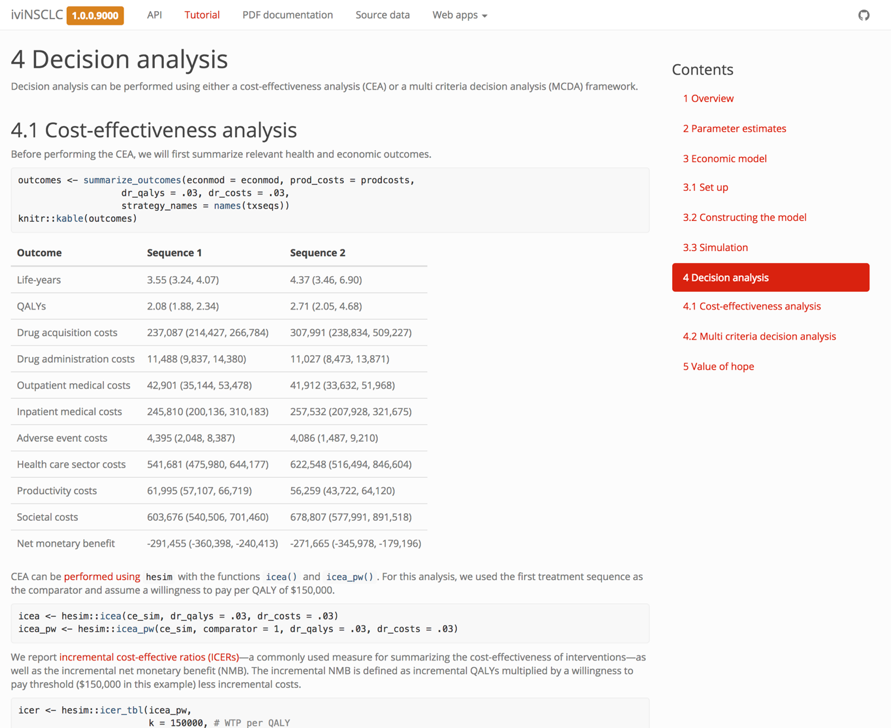 iviNSCLC 1.0.0.9000 API Tutorial PDF documentation Source data Web apps
4 Decision analysis
Decision analysis can be performed using either a cost-effectiveness analysis (CEA) or a multi criteria decision analysis (MCDA) framework.
4.1 Cost-effectiveness analysis
Before performing the CEA, we will first summarize relevant health and economic outcomes.
outcomes <- summarize_outcomes(econmod = econmod, prod_costs = prodcosts,
dr_qalys = .03, dr_costs = .03,
strategy_names = names(txseqs))
knitr::kable(outcomes)
Outcome Sequence 1 Sequence 2
Life-years 3.55 (3.24, 4.07) 4.37 (3.46, 6.90)
QALYs 2.08 (1.88, 2.34) 2.71 (2.05, 4.68)
Drug acquisition costs 237,087 (214,427, 266,784) 307,991 (238,834, 509,227)
Drug administration costs 11,488 (9,837, 14,380) 11,027 (8,473, 13,871)
Outpatient medical costs 42,901 (35,144, 53,478) 41,912 (33,632, 51,968)
Inpatient medical costs 245,810 (200,136, 310,183) 257,532 (207,928, 321,675)
Adverse event costs 4,395 (2,048, 8,387) 4,086 (1,487, 9,210)
Health care sector costs 541,681 (475,980, 644,177) 622,548 (516,494, 846,604)
Productivity costs 61,995 (57,107, 66,719) 56,259 (43,722, 64,120)
Societal costs 603,676 (540,506, 701,460) 678,807 (577,991, 891,518)
Net monetary benefit -291,455 (-360,398, -240,413) -271,665 (-345,978, -179,196)
CEA can be performed using hesim with the functions icea() and icea_pw() . For this analysis, we used the first treatment sequence as
the comparator and assume a willingness to pay per QALY of $150,000.
icea <- hesim::icea(ce_sim, dr_qalys = .03, dr_costs = .03)
icea_pw <- hesim::icea_pw(ce_sim, comparator = 1, dr_qalys = .03, dr_costs = .03)
We report incremental cost-effective ratios (ICERs)—a commonly used measure for summarizing the cost-effectiveness of interventions—as
well as the incremental net monetary benefit (NMB). The incremental NMB is defined as incremental QALYs multiplied by a willingness to
pay threshold ($150,000 in this example) less incremental costs.
icer <- hesim::icer_tbl(icea_pw,
k = 150000, # WTP per QALY
Contents
1 Overview
2 Parameter estimates
3 Economic model
3.1 Set up
3.2 Constructing the model
3.3 Simulation
4 Decision analysis
4.1 Cost-effectiveness analysis
4.2 Multi criteria decision analysis
5 Value of hope